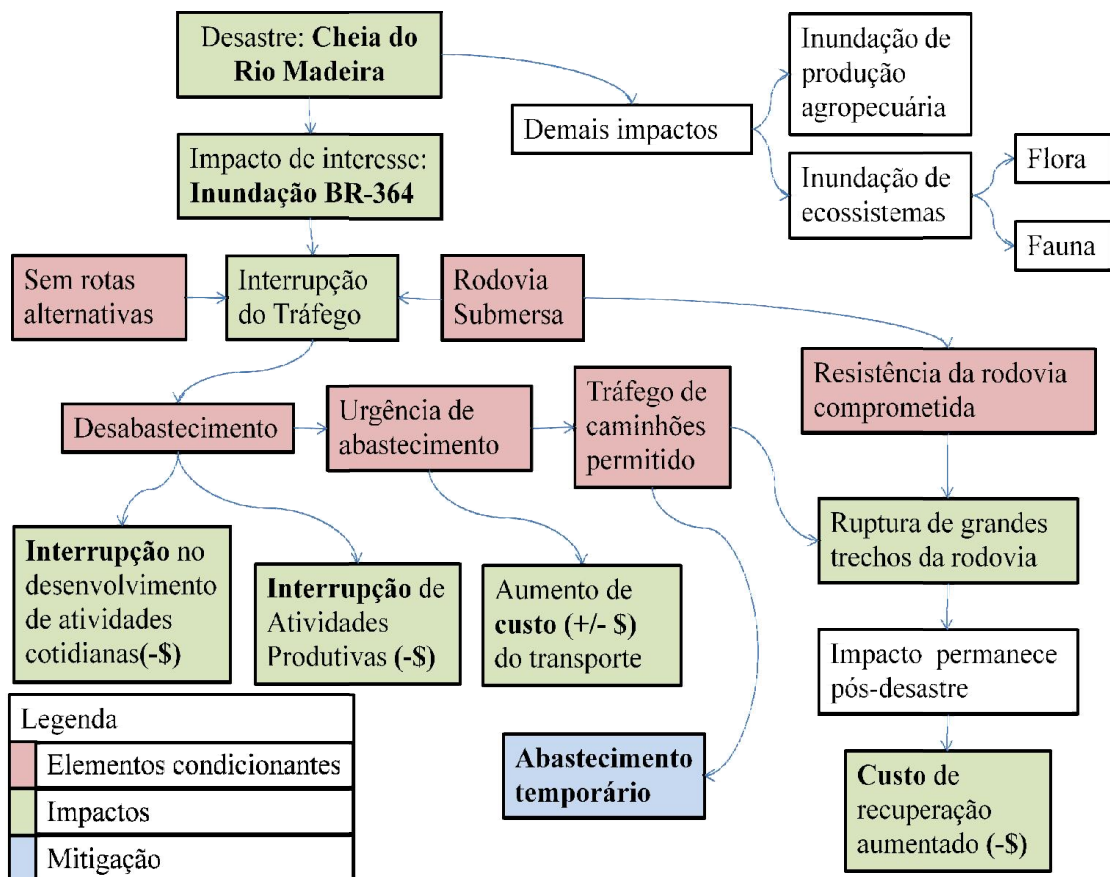 Desastre: Cheia do
Rio Madeira
Inundação de
produção
agropecuária
Demais impactos
Impacto de interesse:
Inundação BR-364
Inundação de
ecossistemas
Flora
Fauna
Sem rotas
alternativas
Interrupção
do Tráfego
Rodovia
Submersa
Resistência da rodovia
comprometida
Desabastecimento
Urgência de
abastecimento
Tráfego de
caminhões
permitido
Ruptura de grandes
trechos da rodovia
Interrupção no
desenvolvimento
de atividades
cotidianas(-$)
Interrupção de
Atividades
Produtivas (-$)
Aumento de
custo (+/- $)
do transporte
Impacto permanece
pós-desastre
Abastecimento
temporário
Custo de
recuperação
aumentado (-$)
Legenda
Elementos condicionantes
Impactos
Mitigação